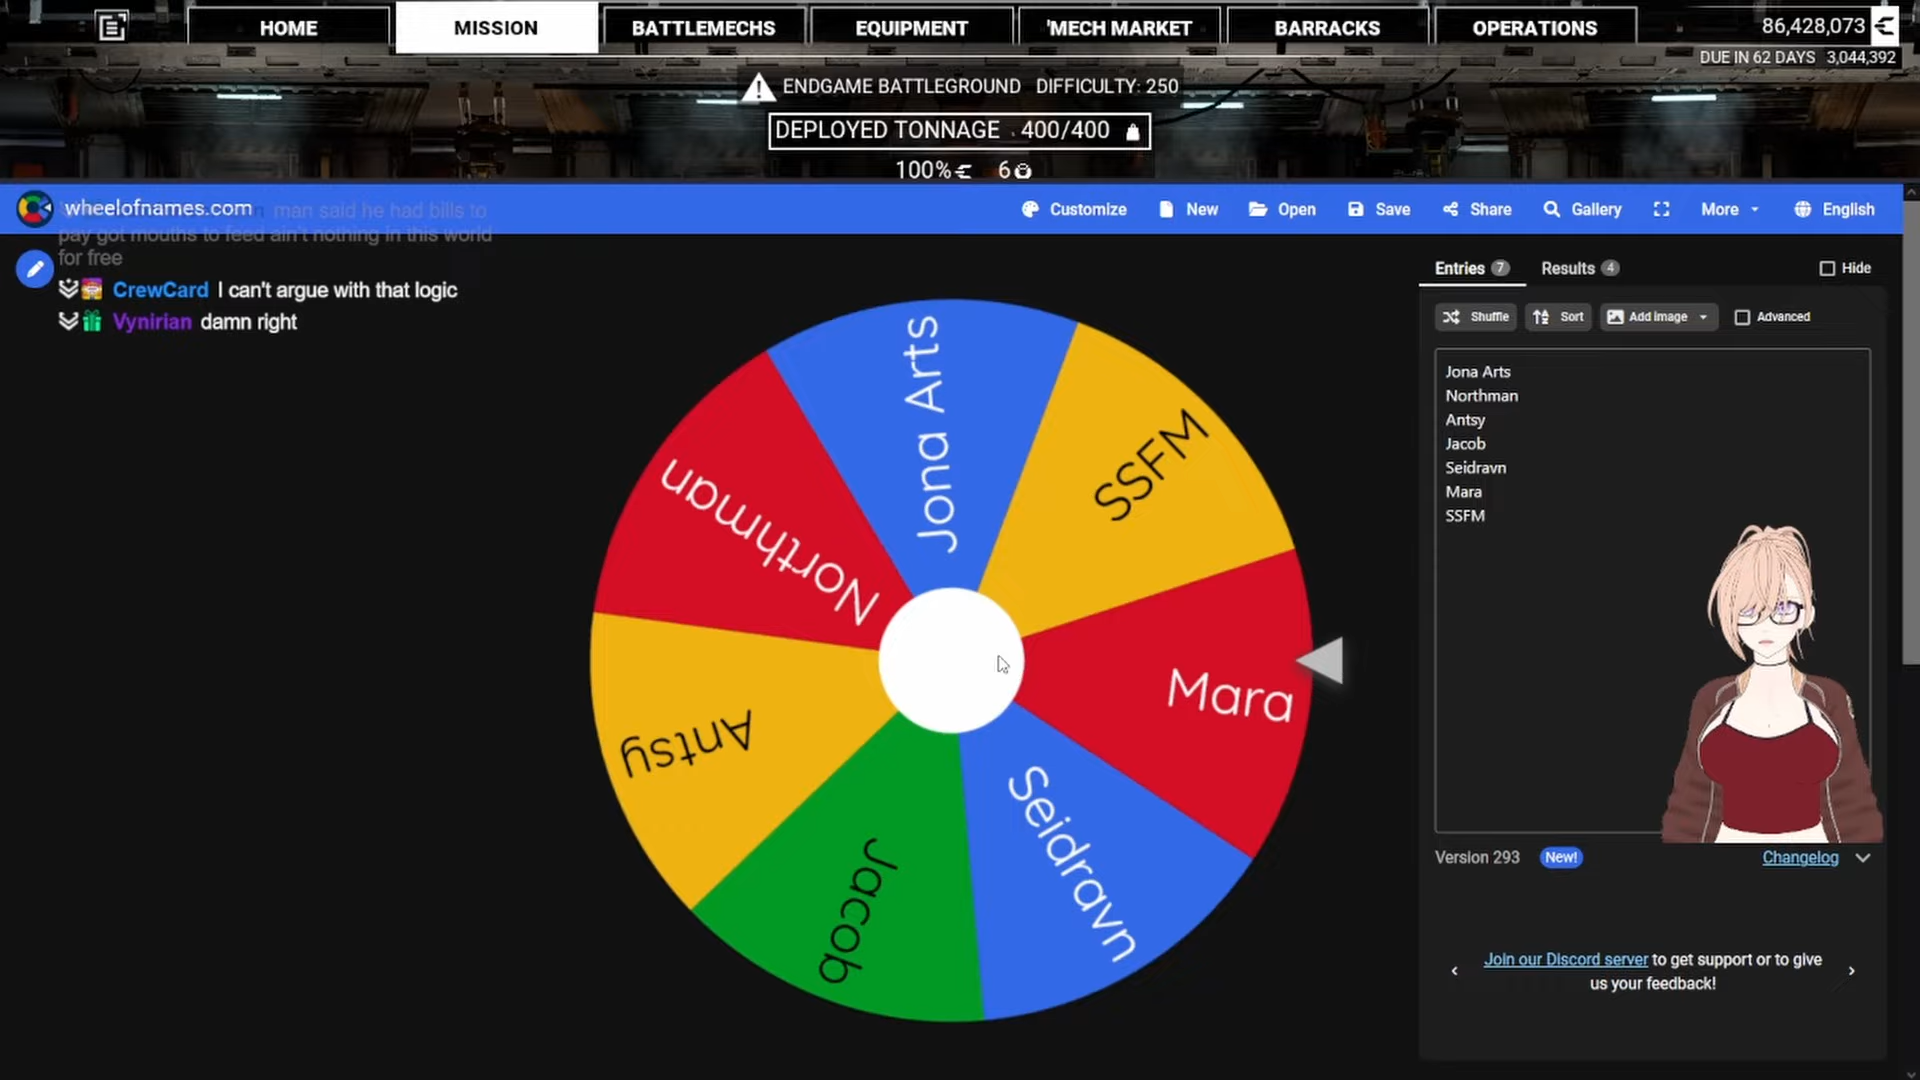 HOME
MISSION
BATTLEMECHS
EQUIPMENT
'MECH MARKET
BARRACKS
OPERATIONS
86,428,073
DUE IN 62 DAYS 3,044,392
ENDGAME BATTLEGROUND DIFFICULTY: 250
DEPLOYED TONNAGE 400/400
100% 6
wheelofnames.com
Customize
New
Open
Save
Share
Gallery
More
English
man said he had bills to
pay got mouths to feed ain't nothing in this world
for free
CrewCard I can't argue with that logic
Vynirian damn right
Entries 7
Results 4
Hide
Shuffle
Sort
Add image
Advanced
Jona Arts
Northman
Antsy
Jacob
Seidravn
Mara
SSFM
Jona Arts
SSFM
Northman
Mara
Antsy
Seidravn
Jacob
Version 293 New!
Changelog
Join our Discord server to get support or to give
us your feedback!